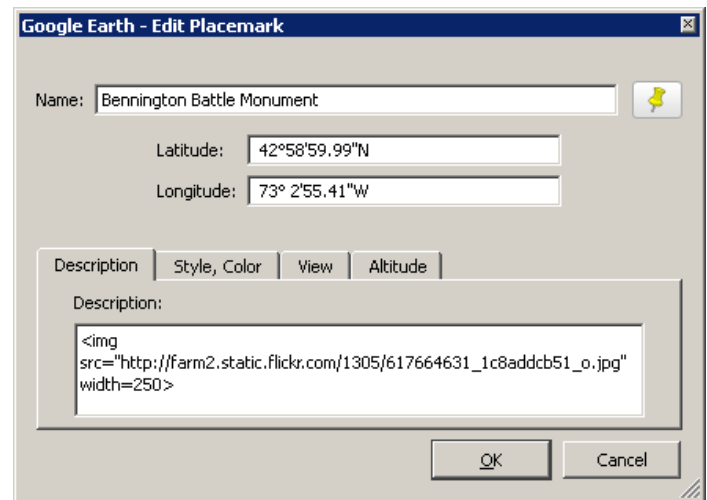 Google Earth - Edit Placemark
Name: Bennington Battle Monument
Latitude: 42°58'59.99"N
Longitude: 73° 2'55.41"W
Description Style, Color View Altitude
Description:
<img
src="http://farm2.static.flickr.com/1305/617664631_1c8addcb51_o.jpg"
width=250>
OK Cancel